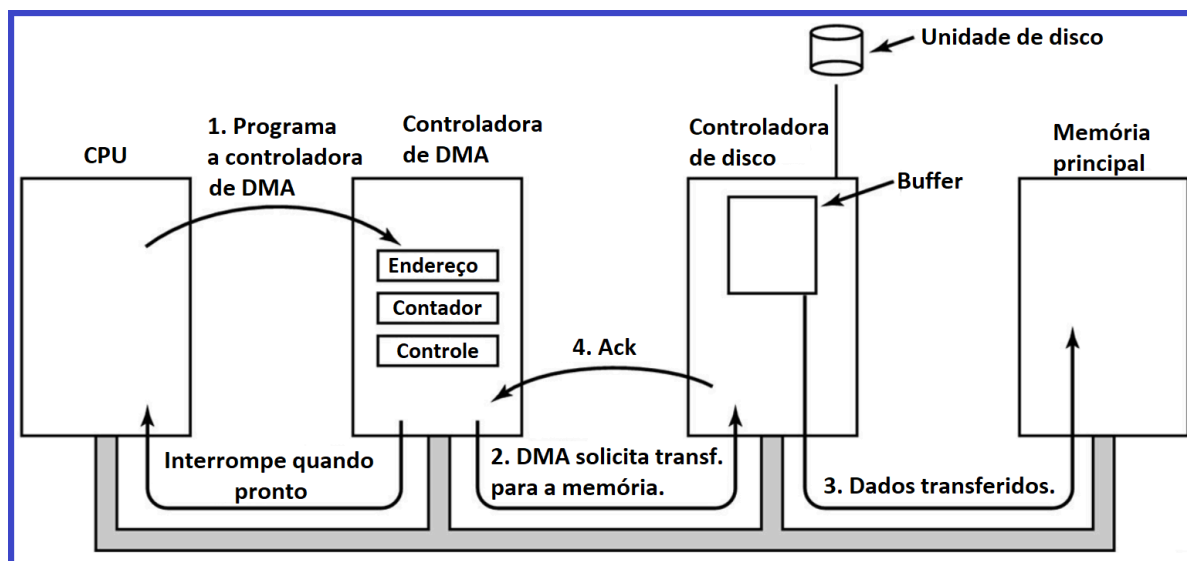 Unidade de disco
1. Programa
a controladora
de DMA
Controladora
de DMA
Controladora
de disco
Memória
principal
CPU
Buffer
Endereço
Contador
Controle
4. Ack
Interrompe quando
pronto
2. DMA solicita transf.
para a memória.
3. Dados transferidos.